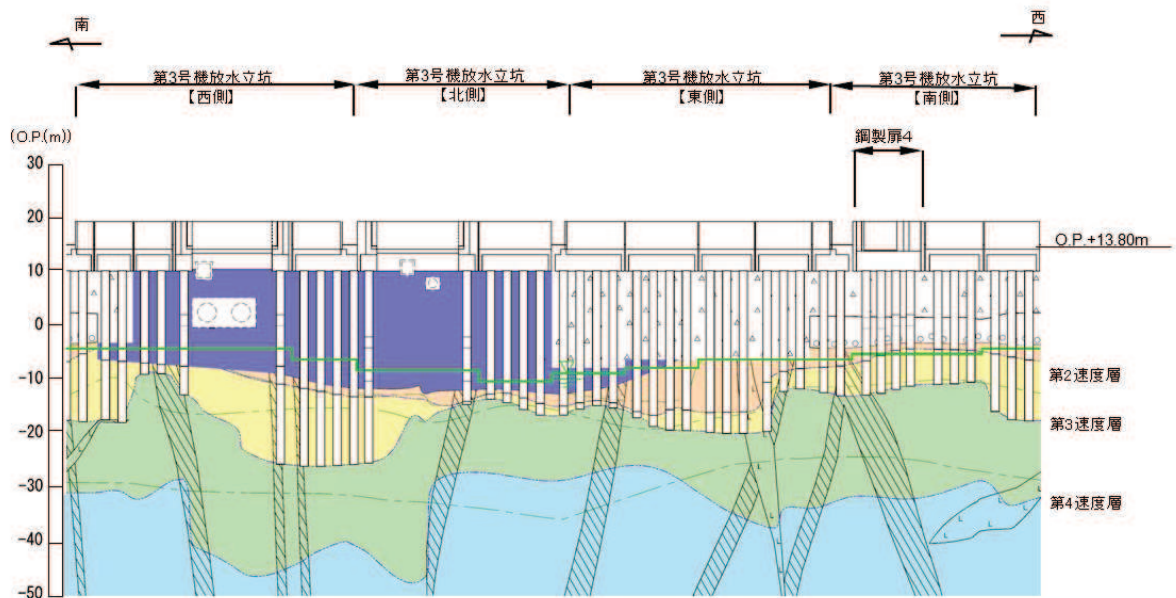 南
西
第3号機放水立坑
【西側】
第3号機放水立坑
【北側】
第3号機放水立坑
【東側】
第3号機放水立坑
【南側】
鋼製扉4
(O.P.(m))
30
20
10
0
-10
-20
-30
-40
-50
O.P.+13.80m
第2速度層
第3速度層
第4速度層
L
L
L
L
L
L
L
L